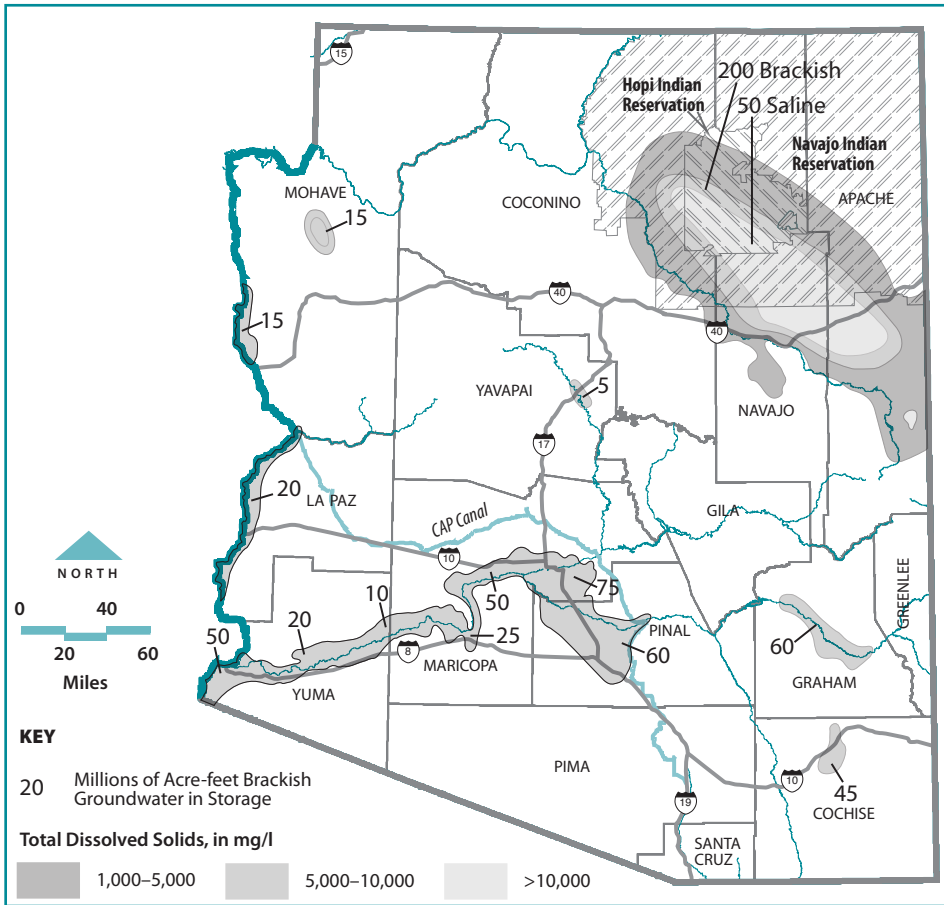 15
Hopi Indian
Reservation
200 Brackish
50 Saline
Navajo Indian
Reservation
MOHAVE
15
COCONINO
APACHE
40
15
40
YAVAPAI
5
NAVAJO
17
20
LA PAZ
CAP Canal
GILA
NORTH
10
GREENLEE
0 40
20 60
Miles
50
20
10
50
75
25
8
MARICOPA
PINAL
60
60
GRAHAM
YUMA
KEY
20 Millions of Acre-feet Brackish
Groundwater in Storage
PIMA
19
10
45
COCHISE
SANTA
CRUZ
Total Dissolved Solids, in mg/l
1,000–5,000
5,000–10,000
>10,000